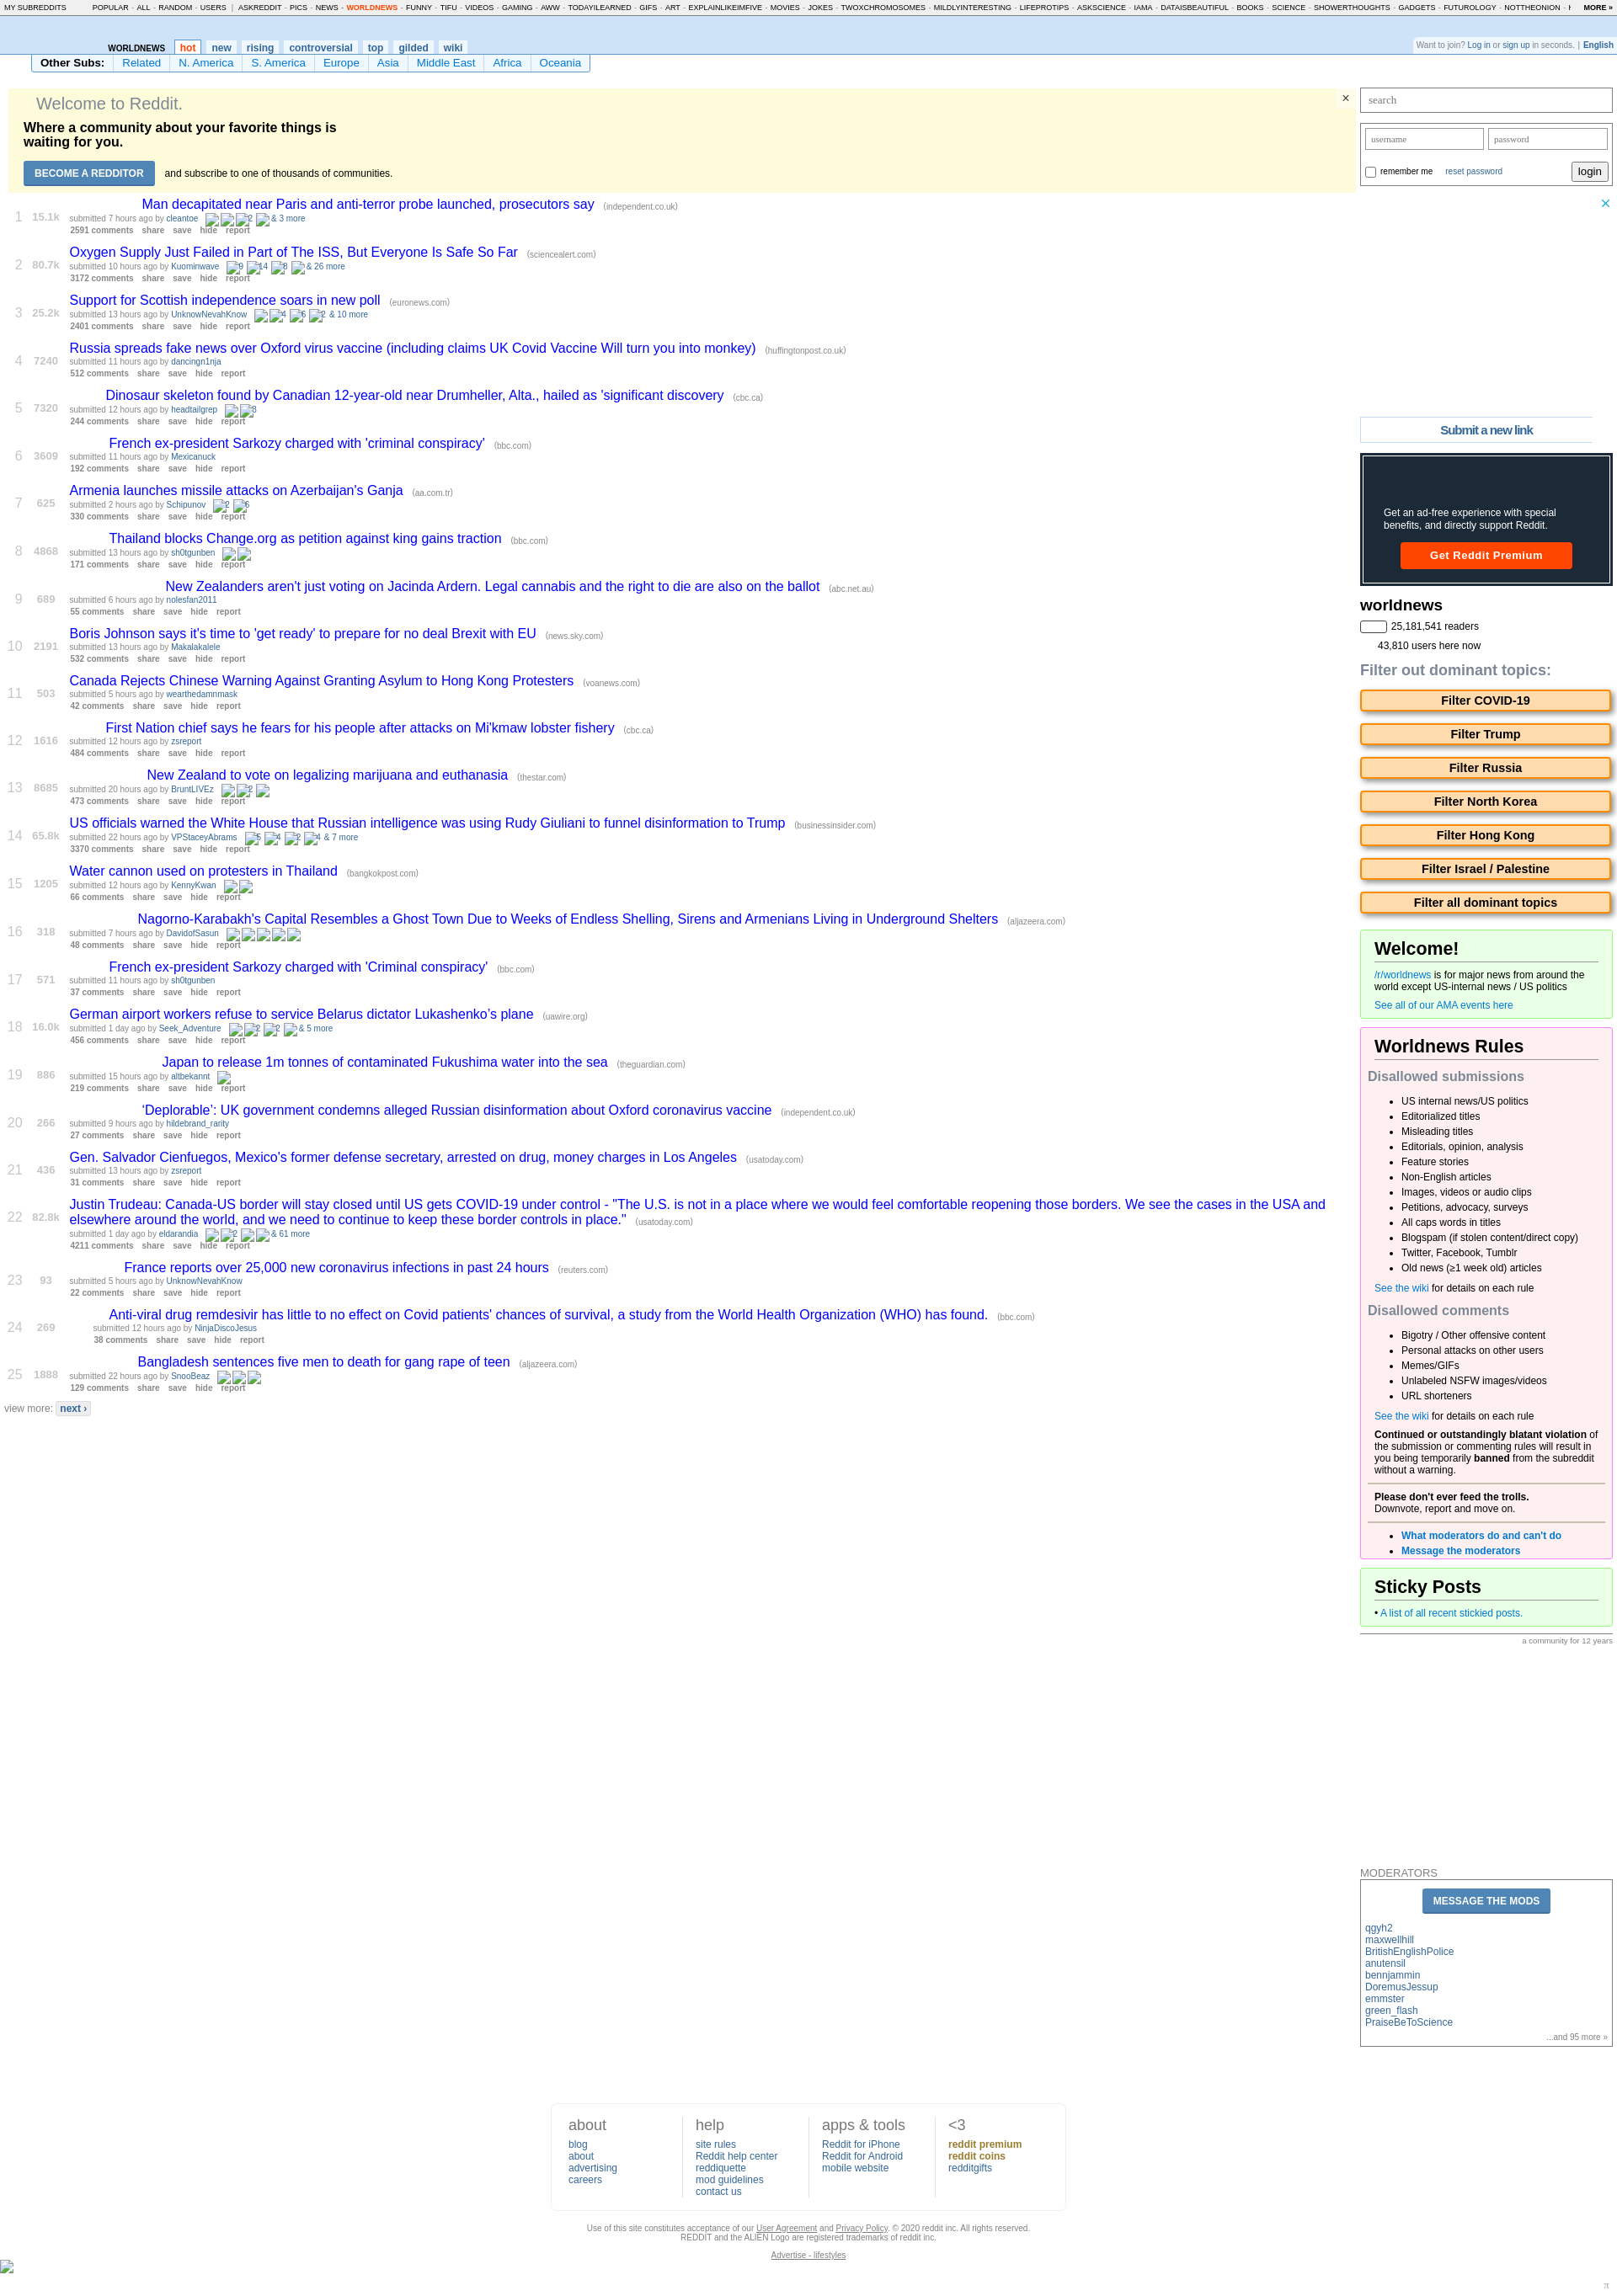 MY SUBREDDITS POPULAR - ALL - RANDOM - USERS | ASKREDDIT - PICS - NEWS - WORLDNEWS - FUNNY - TIFU - VIDEOS - GAMING - AWW - TODAYILEARNED - GIFS - ART - EXPLAINLIKEIMFIVE - MOVIES - JOKES - TWOXCHROMOSOMES - MILDLYINTERESTING - LIFEPROTIPS - ASKSCIENCE - IAMA - DATAISBEAUTIFUL - BOOKS - SCIENCE - SHOWERTHOUGHTS - GADGETS - FUTUROLOGY - NOTTHEONION - MORE »
WORLDNEWS hot new rising controversial top gilded wiki
Want to join? Log in or sign up in seconds. | English
Other Subs: Related N. America S. America Europe Asia Middle East Africa Oceania
Welcome to Reddit.
×
Where a community about your favorite things is
waiting for you.
BECOME A REDDITOR and subscribe to one of thousands of communities.
1 15.1k Man decapitated near Paris and anti-terror probe launched, prosecutors say (independent.co.uk)
submitted 7 hours ago by cleantoe 2 & 3 more
2591 comments share save hide report
2 80.7k Oxygen Supply Just Failed in Part of The ISS, But Everyone Is Safe So Far (sciencealert.com)
submitted 10 hours ago by Kuominwave 9 14 8 & 26 more
3172 comments share save hide report
3 25.2k Support for Scottish independence soars in new poll (euronews.com)
submitted 13 hours ago by UnknowNevahKnow 4 6 2 & 10 more
2401 comments share save hide report
4 7240 Russia spreads fake news over Oxford virus vaccine (including claims UK Covid Vaccine Will turn you into monkey) (huffingtonpost.co.uk)
submitted 11 hours ago by dancingn1nja
512 comments share save hide report
5 7320 Dinosaur skeleton found by Canadian 12-year-old near Drumheller, Alta., hailed as 'significant discovery (cbc.ca)
submitted 12 hours ago by headtailgrep 3
244 comments share save hide report
6 3609 French ex-president Sarkozy charged with 'criminal conspiracy' (bbc.com)
submitted 11 hours ago by Mexicanuck
192 comments share save hide report
7 625 Armenia launches missile attacks on Azerbaijan's Ganja (aa.com.tr)
submitted 2 hours ago by Schipunov 2 6
330 comments share save hide report
8 4868 Thailand blocks Change.org as petition against king gains traction (bbc.com)
submitted 13 hours ago by sh0tgunben
171 comments share save hide report
9 689 New Zealanders aren't just voting on Jacinda Ardern. Legal cannabis and the right to die are also on the ballot (abc.net.au)
submitted 6 hours ago by nolesfan2011
55 comments share save hide report
10 2191 Boris Johnson says it's time to 'get ready' to prepare for no deal Brexit with EU (news.sky.com)
submitted 13 hours ago by Makalakalele
532 comments share save hide report
11 503 Canada Rejects Chinese Warning Against Granting Asylum to Hong Kong Protesters (voanews.com)
submitted 5 hours ago by wearthedamnmask
42 comments share save hide report
12 1616 First Nation chief says he fears for his people after attacks on Mi'kmaw lobster fishery (cbc.ca)
submitted 12 hours ago by zsreport
484 comments share save hide report
13 8685 New Zealand to vote on legalizing marijuana and euthanasia (thestar.com)
submitted 20 hours ago by BruntLIVEz 2
473 comments share save hide report
14 65.8k US officials warned the White House that Russian intelligence was using Rudy Giuliani to funnel disinformation to Trump (businessinsider.com)
submitted 22 hours ago by VPStaceyAbrams 5 4 2 4 & 7 more
3370 comments share save hide report
15 1205 Water cannon used on protesters in Thailand (bangkokpost.com)
submitted 12 hours ago by KennyKwan
66 comments share save hide report
16 318 Nagorno-Karabakh's Capital Resembles a Ghost Town Due to Weeks of Endless Shelling, Sirens and Armenians Living in Underground Shelters (aljazeera.com)
submitted 7 hours ago by DavidofSasun
48 comments share save hide report
17 571 French ex-president Sarkozy charged with 'Criminal conspiracy' (bbc.com)
submitted 11 hours ago by sh0tgunben
37 comments share save hide report
18 16.0k German airport workers refuse to service Belarus dictator Lukashenko’s plane (uawire.org)
submitted 1 day ago by Seek_Adventure 2 2 & 5 more
456 comments share save hide report
19 886 Japan to release 1m tonnes of contaminated Fukushima water into the sea (theguardian.com)
submitted 15 hours ago by altbekannt
219 comments share save hide report
20 266 ‘Deplorable’: UK government condemns alleged Russian disinformation about Oxford coronavirus vaccine (independent.co.uk)
submitted 9 hours ago by hildebrand_rarity
27 comments share save hide report
21 436 Gen. Salvador Cienfuegos, Mexico's former defense secretary, arrested on drug, money charges in Los Angeles (usatoday.com)
submitted 13 hours ago by zsreport
31 comments share save hide report
22 82.8k Justin Trudeau: Canada-US border will stay closed until US gets COVID-19 under control - "The U.S. is not in a place where we would feel comfortable reopening those borders. We see the cases in the USA and
elsewhere around the world, and we need to continue to keep these border controls in place." (usatoday.com)
submitted 1 day ago by eldarandia 2 & 61 more
4211 comments share save hide report
23 93 France reports over 25,000 new coronavirus infections in past 24 hours (reuters.com)
submitted 5 hours ago by UnknowNevahKnow
22 comments share save hide report
24 269 Anti-viral drug remdesivir has little to no effect on Covid patients' chances of survival, a study from the World Health Organization (WHO) has found. (bbc.com)
submitted 12 hours ago by NinjaDiscoJesus
38 comments share save hide report
25 1888 Bangladesh sentences five men to death for gang rape of teen (aljazeera.com)
submitted 22 hours ago by SnooBeaz
129 comments share save hide report
view more: next ›
search
username password
remember me reset password login
×
Submit a new link
Get an ad-free experience with special
benefits, and directly support Reddit.
Get Reddit Premium
worldnews
25,181,541 readers
43,810 users here now
Filter out dominant topics:
Filter COVID-19
Filter Trump
Filter Russia
Filter North Korea
Filter Hong Kong
Filter Israel / Palestine
Filter all dominant topics
Welcome!
/r/worldnews is for major news from around the
world except US-internal news / US politics
See all of our AMA events here
Worldnews Rules
Disallowed submissions
• US internal news/US politics
• Editorialized titles
• Misleading titles
• Editorials, opinion, analysis
• Feature stories
• Non-English articles
• Images, videos or audio clips
• Petitions, advocacy, surveys
• All caps words in titles
• Blogspam (if stolen content/direct copy)
• Twitter, Facebook, Tumblr
• Old news (≥1 week old) articles
See the wiki for details on each rule
Disallowed comments
• Bigotry / Other offensive content
• Personal attacks on other users
• Memes/GIFs
• Unlabeled NSFW images/videos
• URL shorteners
See the wiki for details on each rule
Continued or outstandingly blatant violation of
the submission or commenting rules will result in
you being temporarily banned from the subreddit
without a warning.
Please don't ever feed the trolls.
Downvote, report and move on.
• What moderators do and can't do
• Message the moderators
Sticky Posts
• A list of all recent stickied posts.
a community for 12 years
MODERATORS
MESSAGE THE MODS
qgyh2
maxwellhill
BritishEnglishPolice
anutensil
bennjammin
DoremusJessup
emmster
green_flash
PraiseBeToScience
...and 95 more »
about
blog
about
advertising
careers
help
site rules
Reddit help center
reddiquette
mod guidelines
contact us
apps & tools
Reddit for iPhone
Reddit for Android
mobile website
<3
reddit premium
reddit coins
redditgifts
Use of this site constitutes acceptance of our User Agreement and Privacy Policy. © 2020 reddit inc. All rights reserved.
REDDIT and the ALIEN Logo are registered trademarks of reddit inc.
Advertise - lifestyles
π